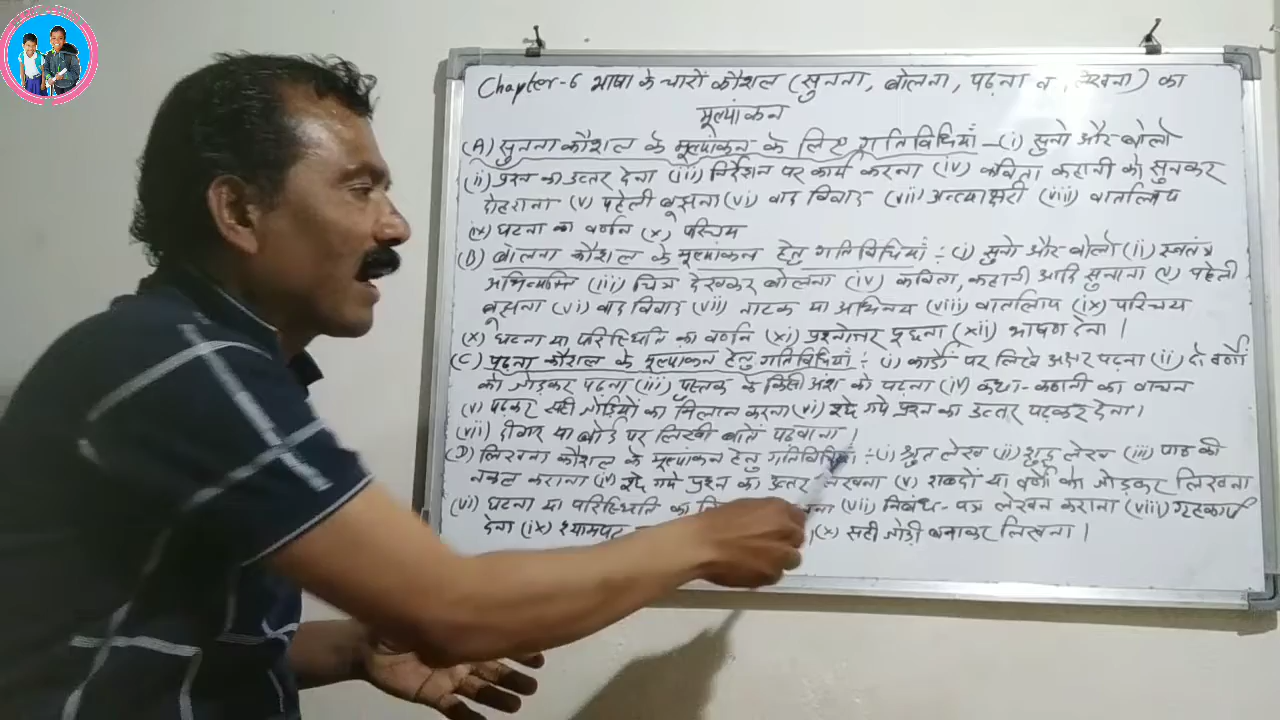 Chapter-6 भाषा के चारों कौशल (सुनना, बोलना, पढ़ना व लिखना) का
मूल्यांकन
(A) सुनना कौशल के मूल्यांकन के लिए गतिविधियाँ - (i) सुनो और बोलो
(ii) प्रश्न का उत्तर देना (iii) निर्देशन पर कार्य करना (iv) कविता कहानी को सुनकर
दोहराना (v) पहेली बूझना (vi) वाद विवाद (vii) अन्त्याक्षरी (viii) वार्तालाप
(ix) घटना का वर्णन (x) परिचय
(B) बोलना कौशल के मूल्यांकन हेतु गतिविधियाँ :- (i) सुनो और बोलो (ii) स्वतंत्र
अभिव्यक्ति (iii) चित्र देखकर बोलना (iv) कविता, कहानी आदि सुनाना (v) पहेली
बूझना (vi) वाद विवाद (vii) नाटक या अभिनय (viii) वार्तालाप (ix) परिचय
(x) घटना या परिस्थिति का वर्णन (xi) प्रश्नोत्तर पूछना (xii) भाषण देना।
(C) पढ़ना कौशल के मूल्यांकन हेतु गतिविधियाँ :- (i) कार्डों पर लिखे अक्षर पढ़ना (ii) दो वर्णों
को जोड़कर पढ़ना (iii) पुस्तक के किसी अंश को पढ़ना (iv) कथा-कहानी का वाचन
(v) पढ़कर सही जोड़ियों का मिलान करना (vi) पूछे गये प्रश्न का उत्तर पढ़कर देना।
(vii) दीवार या बोर्ड पर लिखी बातें पढ़वाना।
(D) लिखना कौशल के मूल्यांकन हेतु गतिविधियाँ :- (i) श्रुत लेख (ii) शुद्ध लेख (iii) पाठ की
नकल कराना (iv) पूछे गये प्रश्न का उत्तर लिखना (v) शब्दों या वर्णों को जोड़कर लिखना
(vi) घटना या परिस्थिति का (vii) निबंध-पत्र लेखन कराना (viii) गृहकार्य
देना (ix) श्यामपट (x) सही जोड़ी बनाकर लिखना।